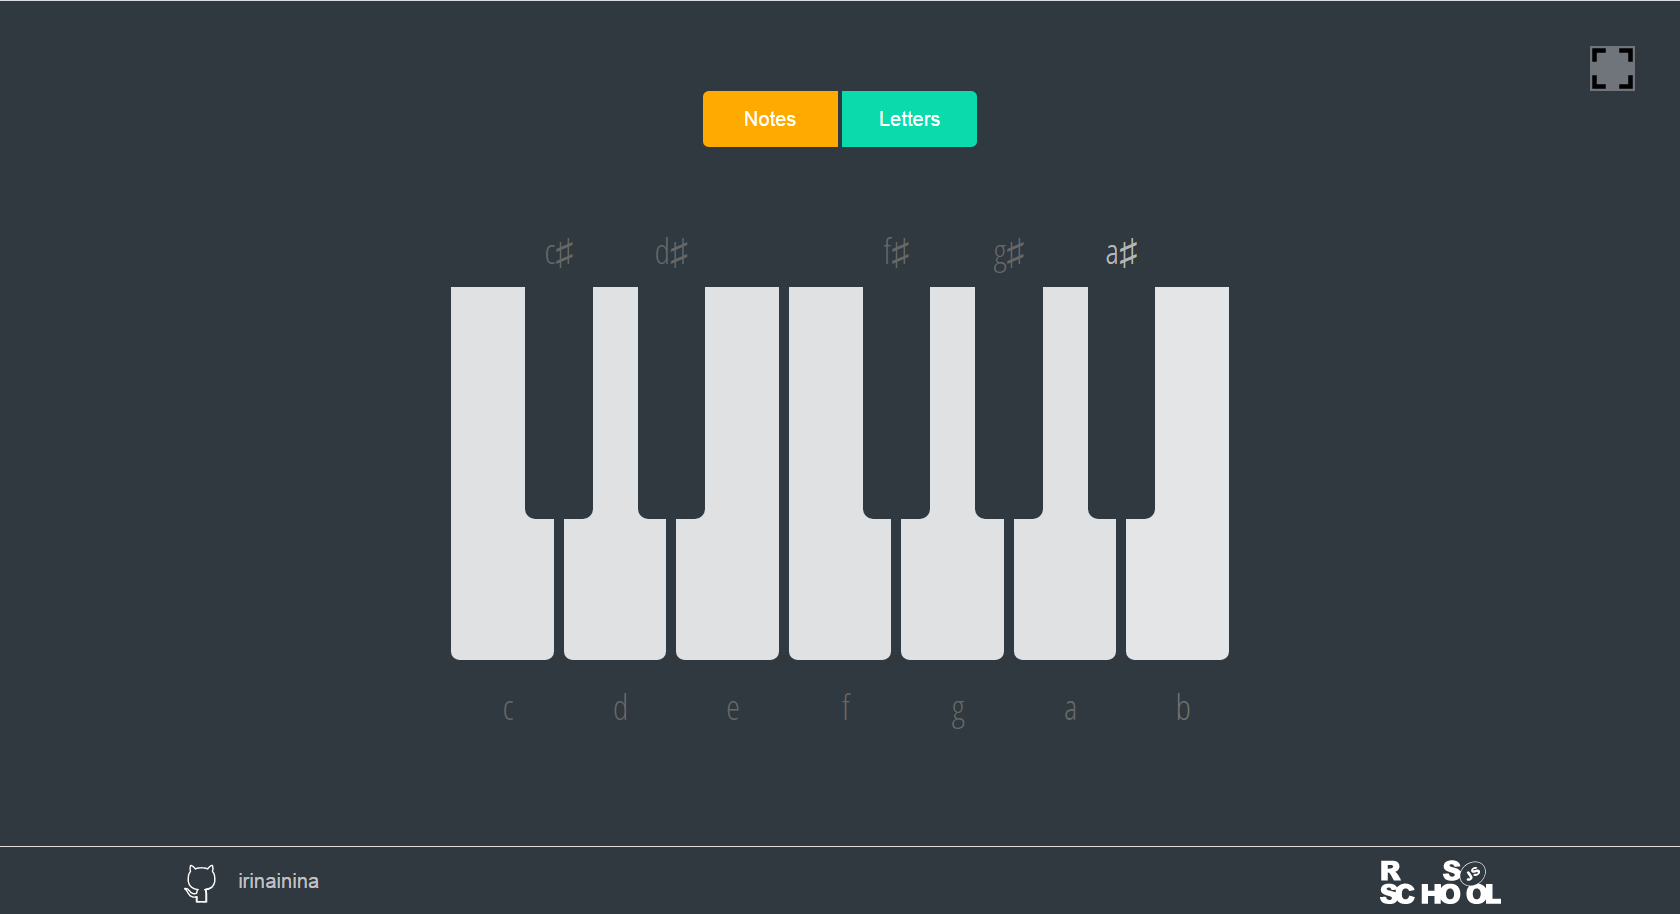 Notes Letters
c♯ d♯ f♯ g♯ a♯
c d e f g a b
irinainina
RS
JS
SCHOOL